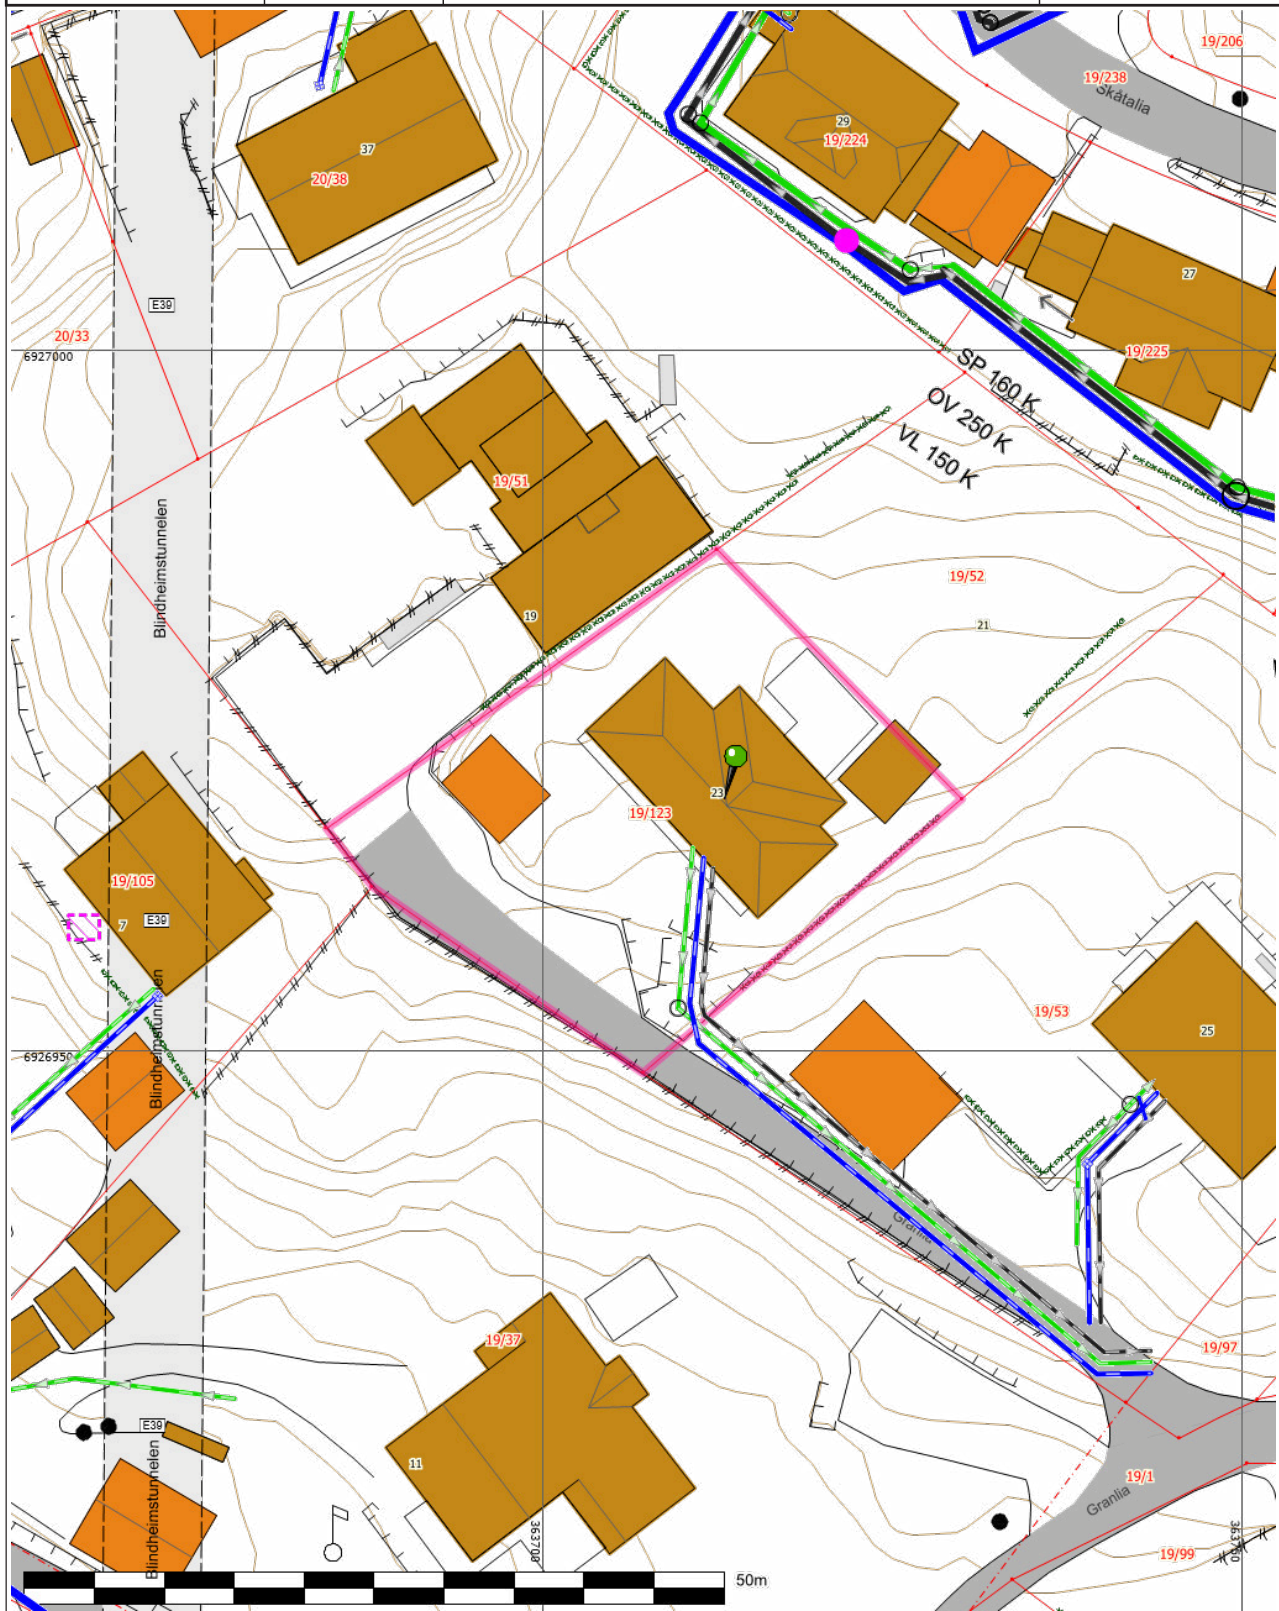 19/206
19/238
Skåtalia
29
19/224
37
20/38
27
E39
20/33
6927000
19/225
SP 160 K
OV 250 K
VL 150 K
19/51
Blindheimstunnelen
19/52
19
21
23
19/123
19/105
7
E39
19/53
25
Blindheimstunnelen
6926950
Granlia
19/37
19/97
E39
11
Blindheimstunnelen
19/1
Granlia
363700
363750
19/99
50m